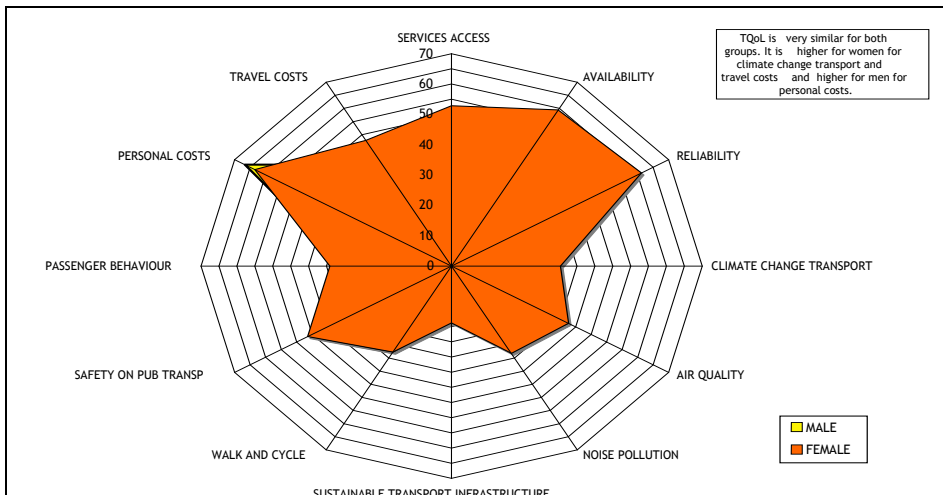 SERVICES ACCESS
TQoL is very similar for both
groups. It is higher for women for
climate change transport and
travel costs and higher for men for
personal costs.
70
TRAVEL COSTS
AVAILABILITY
60
50
40
PERSONAL COSTS
RELIABILITY
30
20
10
PASSENGER BEHAVIOUR
0
CLIMATE CHANGE TRANSPORT
SAFETY ON PUB TRANSP
AIR QUALITY
MALE
FEMALE
WALK AND CYCLE
NOISE POLLUTION
SUSTAINABLE TRANSPORT INFRASTRUCTURE